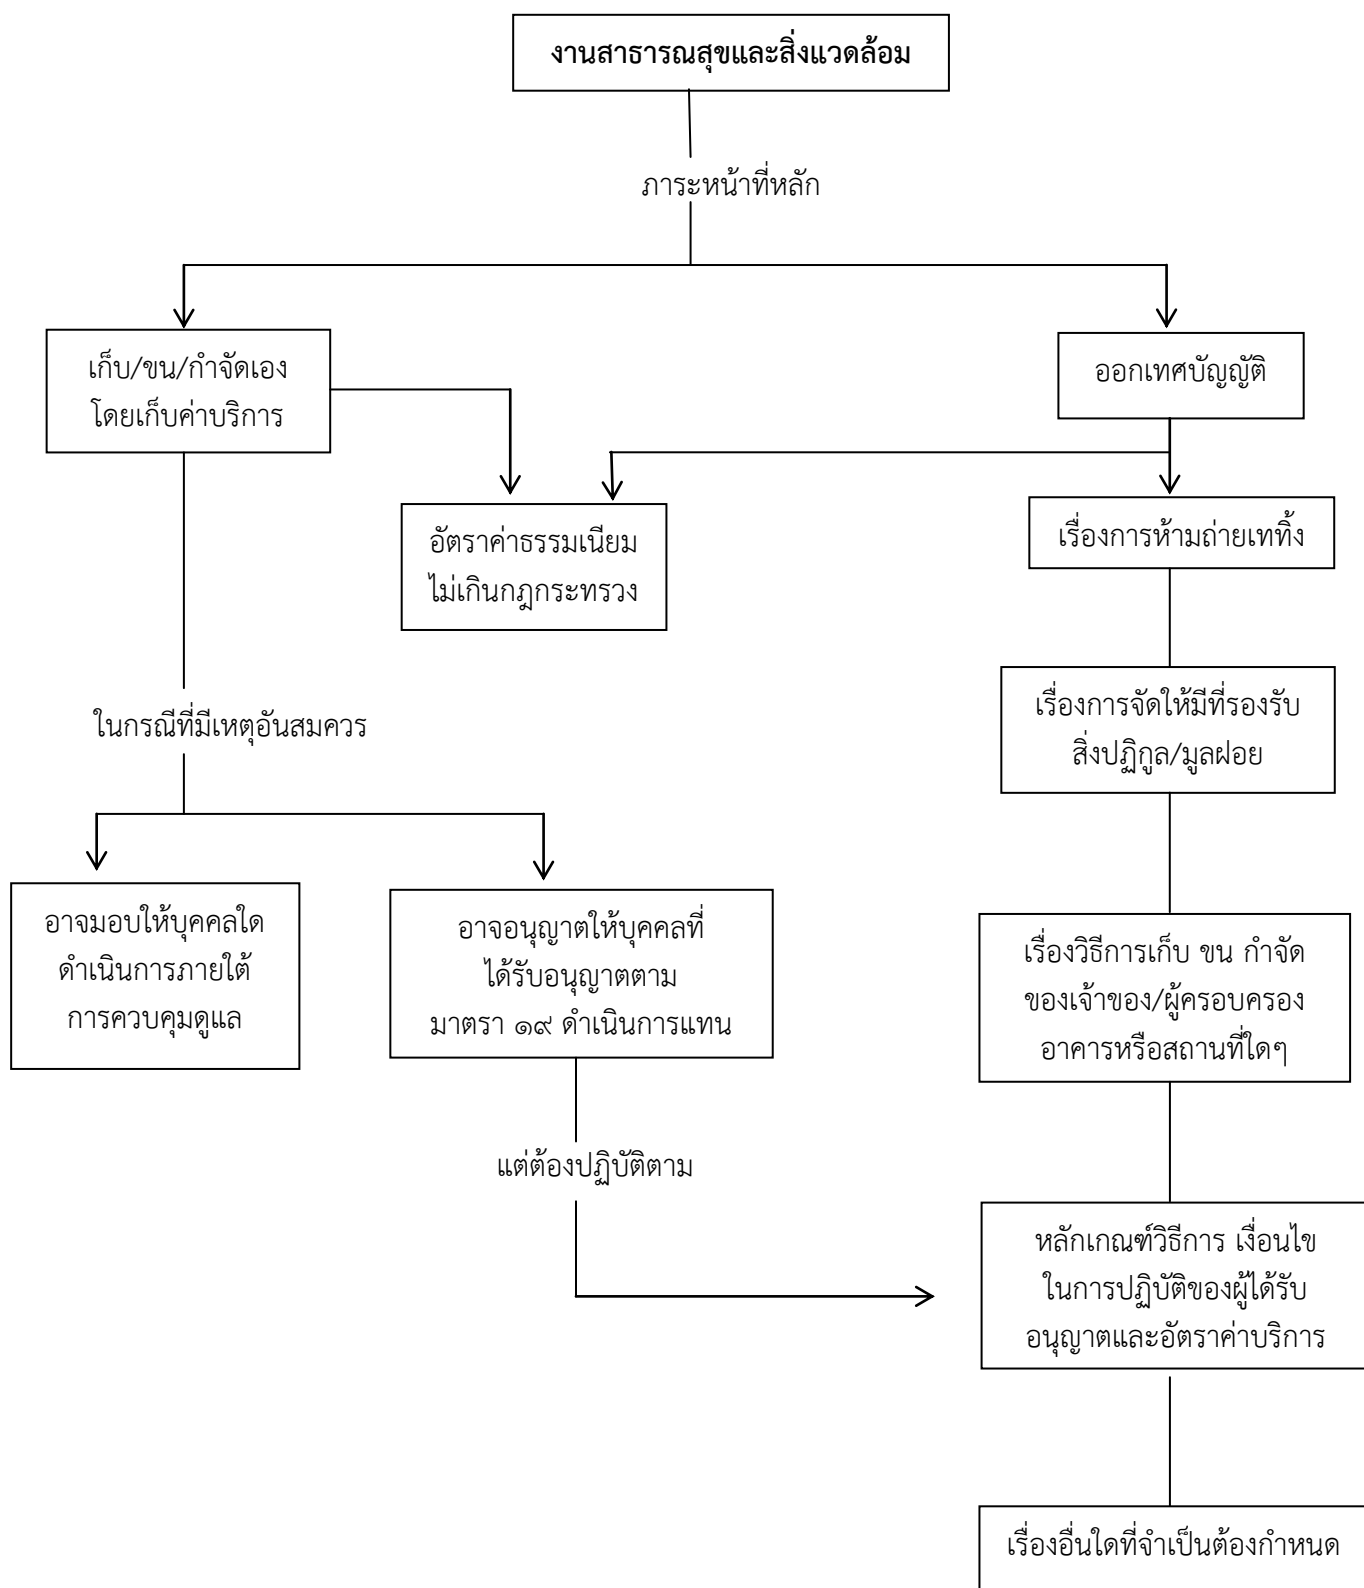 งานสาธารณสุขและสิ่งแวดล้อม
ภาระหน้าที่หลัก
เก็บ/ขน/กำจัดเอง
โดยเก็บค่าบริการ
ออกเทศบัญญัติ
อัตราค่าธรรมเนียม
ไม่เกินกฎกระทรวง
เรื่องการห้ามถ่ายเททิ้ง
เรื่องการจัดให้มีที่รองรับ
สิ่งปฏิกูล/มูลฝอย
ในกรณีที่มีเหตุอันสมควร
อาจมอบให้บุคคลใด
ดำเนินการภายใต้
การควบคุมดูแล
อาจอนุญาตให้บุคคลที่
ได้รับอนุญาตตาม
มาตรา ๑๙ ดำเนินการแทน
เรื่องวิธีการเก็บ ขน กำจัด
ของเจ้าของ/ผู้ครอบครอง
อาคารหรือสถานที่ใดๆ
แต่ต้องปฏิบัติตาม
หลักเกณฑ์วิธีการ เงื่อนไข
ในการปฏิบัติของผู้ได้รับ
อนุญาตและอัตราค่าบริการ
เรื่องอื่นใดที่จำเป็นต้องกำหนด